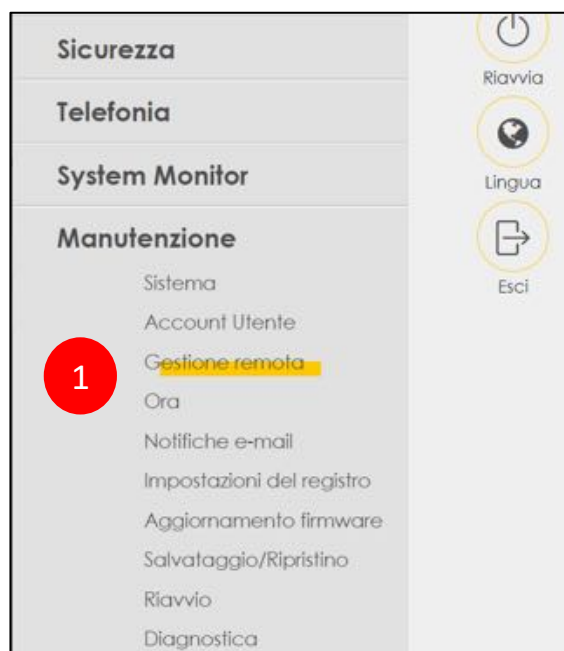 Sicurezza
Telefonia
System Monitor
Manutenzione
Sistema
Account Utente
1
Gestione remota
Ora
Notifiche e-mail
Impostazioni del registro
Aggiornamento firmware
Salvataggio/Ripristino
Riavvio
Diagnostica
Riavvia
Lingua
Esci